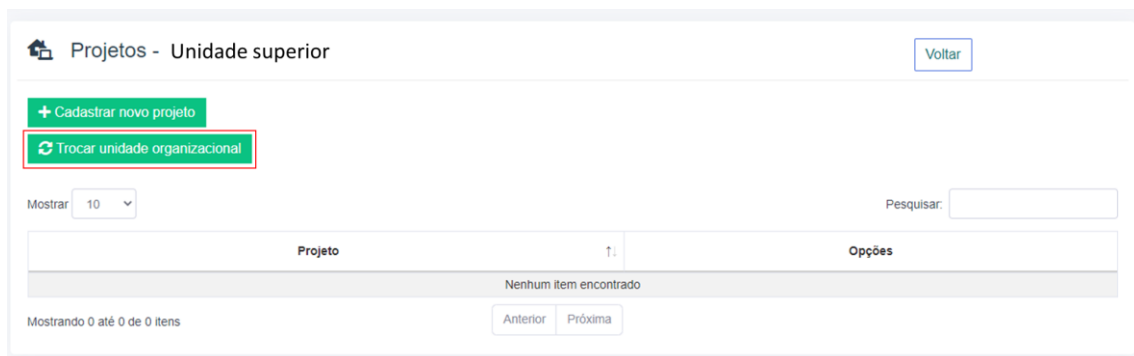 Projetos - Unidade superior
Voltar
Cadastrar novo projeto
Trocar unidade organizacional
Mostrar 10
Pesquisar:
Projeto Opções
Nenhum item encontrado
Mostrando 0 até 0 de 0 itens
Anterior Próxima